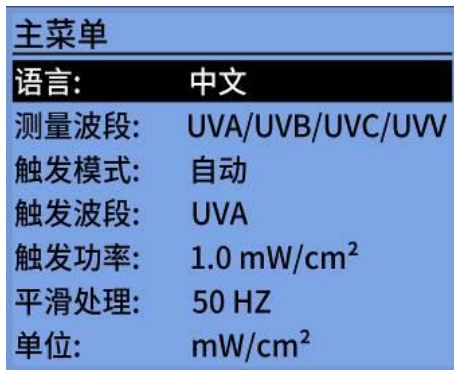 主菜单
语言: 中文
测量波段: UVA/UVB/UVC/UVV
触发模式: 自动
触发波段: UVA
触发功率: 1.0 mW/cm²
平滑处理: 50 HZ
单位: mW/cm²